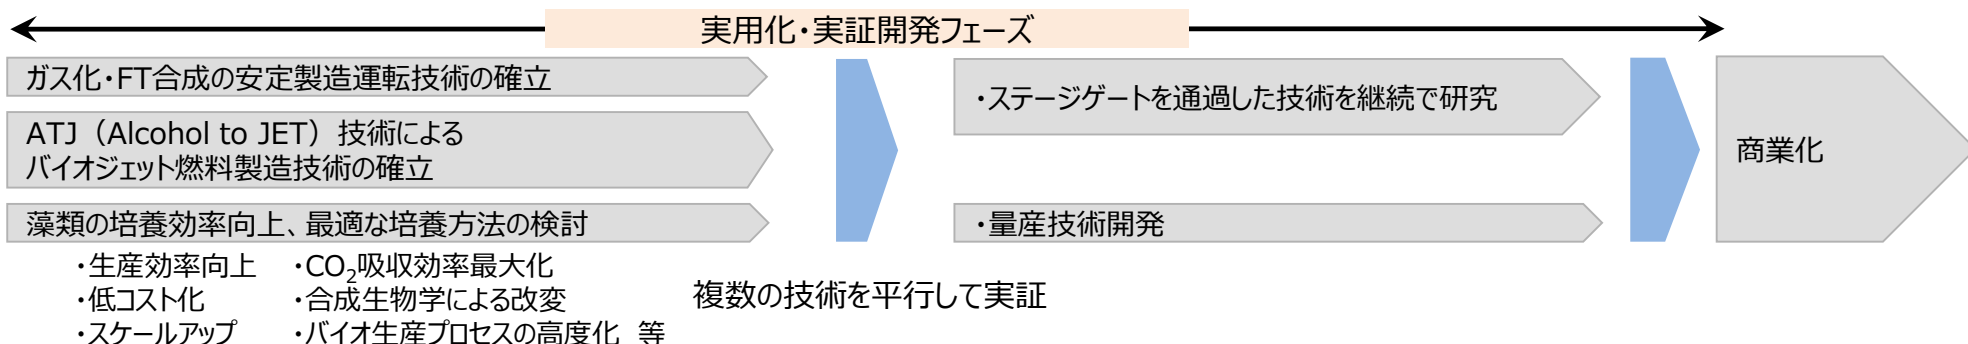 実用化・実証開発フェーズ
ガス化・FT合成の安定製造運転技術の確立
ATJ（Alcohol to JET）技術による
バイオジェット燃料製造技術の確立
藻類の培養効率向上、最適な培養方法の検討
・生産効率向上 ・CO₂吸収効率最大化
・低コスト化 ・合成生物学による改変
・スケールアップ ・バイオ生産プロセスの高度化 等
複数の技術を平行して実証
・ステージゲートを通過した技術を継続で研究
・量産技術開発
商業化